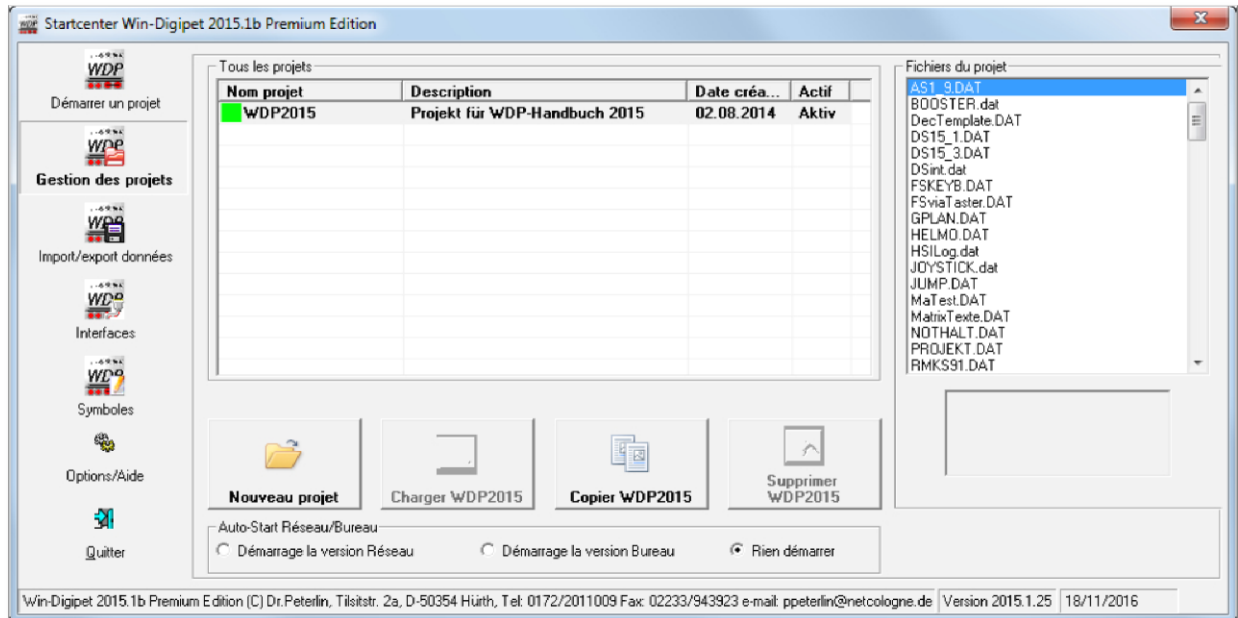 Startcenter Win-Digipet 2015.1b Premium Edition
WDP
Démarrer un projet
WDP
Gestion des projets
WDP
Import/export données
WDP
Interfaces
WDP
Symboles
Options/Aide
Quitter
Tous les projets
Nom projet Description Date créa... Actif
WDP2015 Projekt für WDP-Handbuch 2015 02.08.2014 Aktiv
Nouveau projet
Charger WDP2015
Copier WDP2015
Supprimer
WDP2015
Auto-Start Réseau/Bureau
Démarrage la version Réseau Démarrage la version Bureau Rien démarrer
Fichiers du projet
AS1_9.DAT
BOOSTER.dat
DecTemplate.DAT
DS15_1.DAT
DS15_3.DAT
DSint.dat
FSKEYB.DAT
FSviaTaster.DAT
GPLAN.DAT
HELMO.DAT
HSILog.dat
JOYSTICK.dat
JUMP.DAT
MaTest.DAT
MatrixTexte.DAT
NOTHALT.DAT
PROJEKT.DAT
RMKS91.DAT
Win-Digipet 2015.1b Premium Edition (C) Dr.Peterlin, Tilsitstr. 2a, D-50354 Hürth, Tel: 0172/2011009 Fax: 02233/943923 e-mail: ppeterlin@netcologne.de Version 2015.1.25 18/11/2016